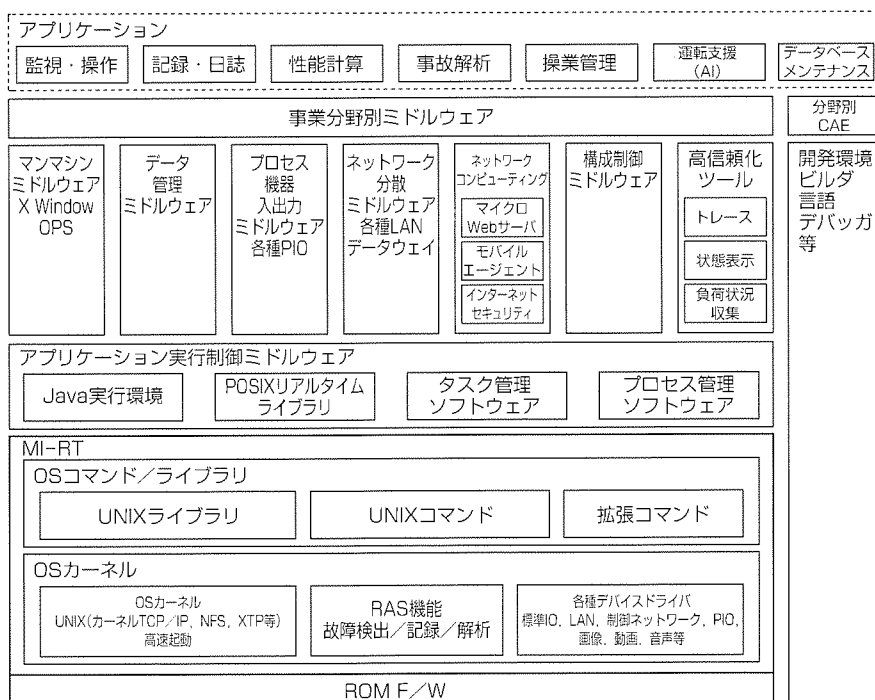 アプリケーション
監視・操作
記録・日誌
性能計算
事故解析
操業管理
運転支援
(AI)
データベース
メンテナンス
事業分野別ミドルウェア
分野別
CAE
マンマシン
ミドルウェア
X Window
OPS
データ
管理
ミドルウェア
プロセス
機器
入出力
ミドルウェア
各種PIO
ネットワーク
分散
ミドルウェア
各種LAN
データウェイ
ネットワーク
コンピューティング
マイクロ
Webサーバ
モバイル
エージェント
インターネット
セキュリティ
構成制御
ミドルウェア
高信頼化
ツール
トレース
状態表示
負荷状況
収集
開発環境
ビルダ
言語
デバッガ
等
アプリケーション実行制御ミドルウェア
Java実行環境
POSIXリアルタイム
ライブラリ
タスク管理
ソフトウェア
プロセス管理
ソフトウェア
MI-RT
OSコマンド／ライブラリ
UNIXライブラリ
UNIXコマンド
拡張コマンド
OSカーネル
OSカーネル
UNIX(カーネルTCP／IP，NFS，XTP等)
高速起動
RAS機能
故障検出／記録／解析
各種デバイスドライバ
標準IO，LAN，制御ネットワーク，PIO，
画像，動画，音声等
ROM F／W